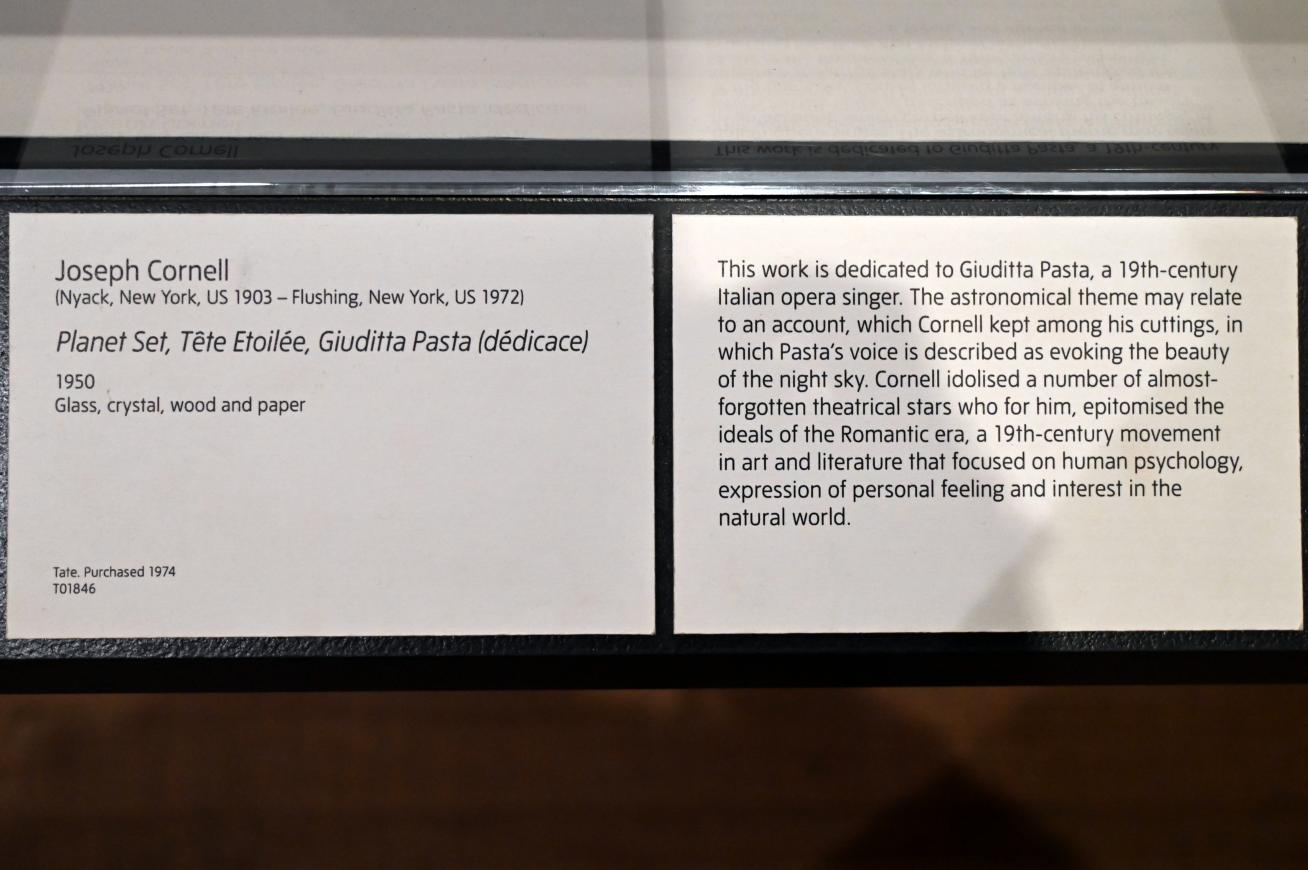 Joseph Cornell
(Nyack, New York, US 1903 – Flushing, New York, US 1972)
Planet Set, Tête Etoilée, Giuditta Pasta (dédicace)
1950
Glass, crystal, wood and paper
Tate. Purchased 1974
T01846
This work is dedicated to Giuditta Pasta, a 19th-century
Italian opera singer. The astronomical theme may relate
to an account, which Cornell kept among his cuttings, in
which Pasta's voice is described as evoking the beauty
of the night sky. Cornell idolised a number of almost-
forgotten theatrical stars who for him, epitomised the
ideals of the Romantic era, a 19th-century movement
in art and literature that focused on human psychology,
expression of personal feeling and interest in the
natural world.